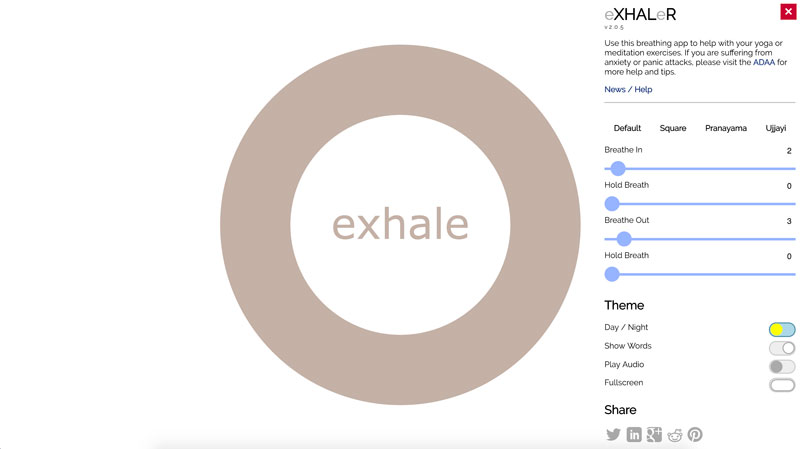 exhale
eXHALeR
v2.0.5
Use this breathing app to help with your yoga or
meditation exercises. If you are suffering from
anxiety or panic attacks, please visit the ADAA for
more help and tips.
News / Help
Default Square Pranayama Ujjayi
Breathe In 2
Hold Breath 0
Breathe Out 3
Hold Breath 0
Theme
Day / Night
Show Words
Play Audio
Fullscreen
Share